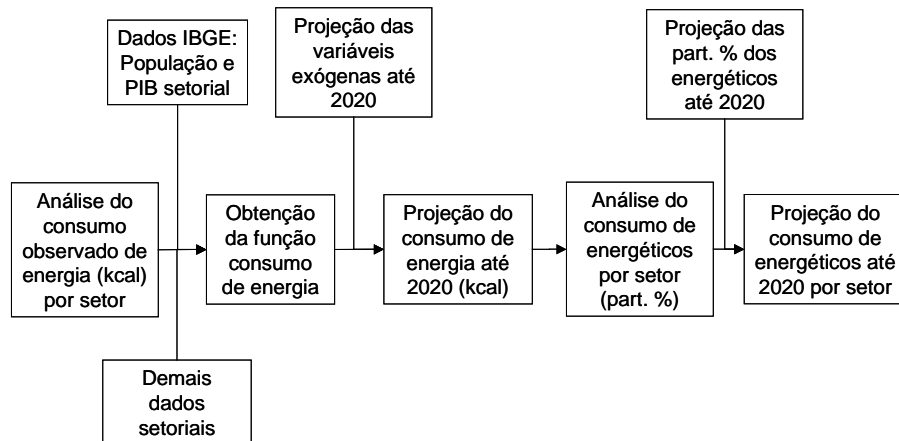 Dados IBGE:
População e
PIB setorial
Projeção das
variáveis
exógenas até
2020
Projeção das
part. % dos
energéticos
até 2020
Análise do
consumo
observado de
energia (kcal)
por setor
Obtenção
da função
consumo
de energia
Projeção do
consumo de
energia até
2020 (kcal)
Análise do
consumo de
energéticos
por setor
(part. %)
Projeção do
consumo de
energéticos até
2020 por setor
Demais
dados
setoriais